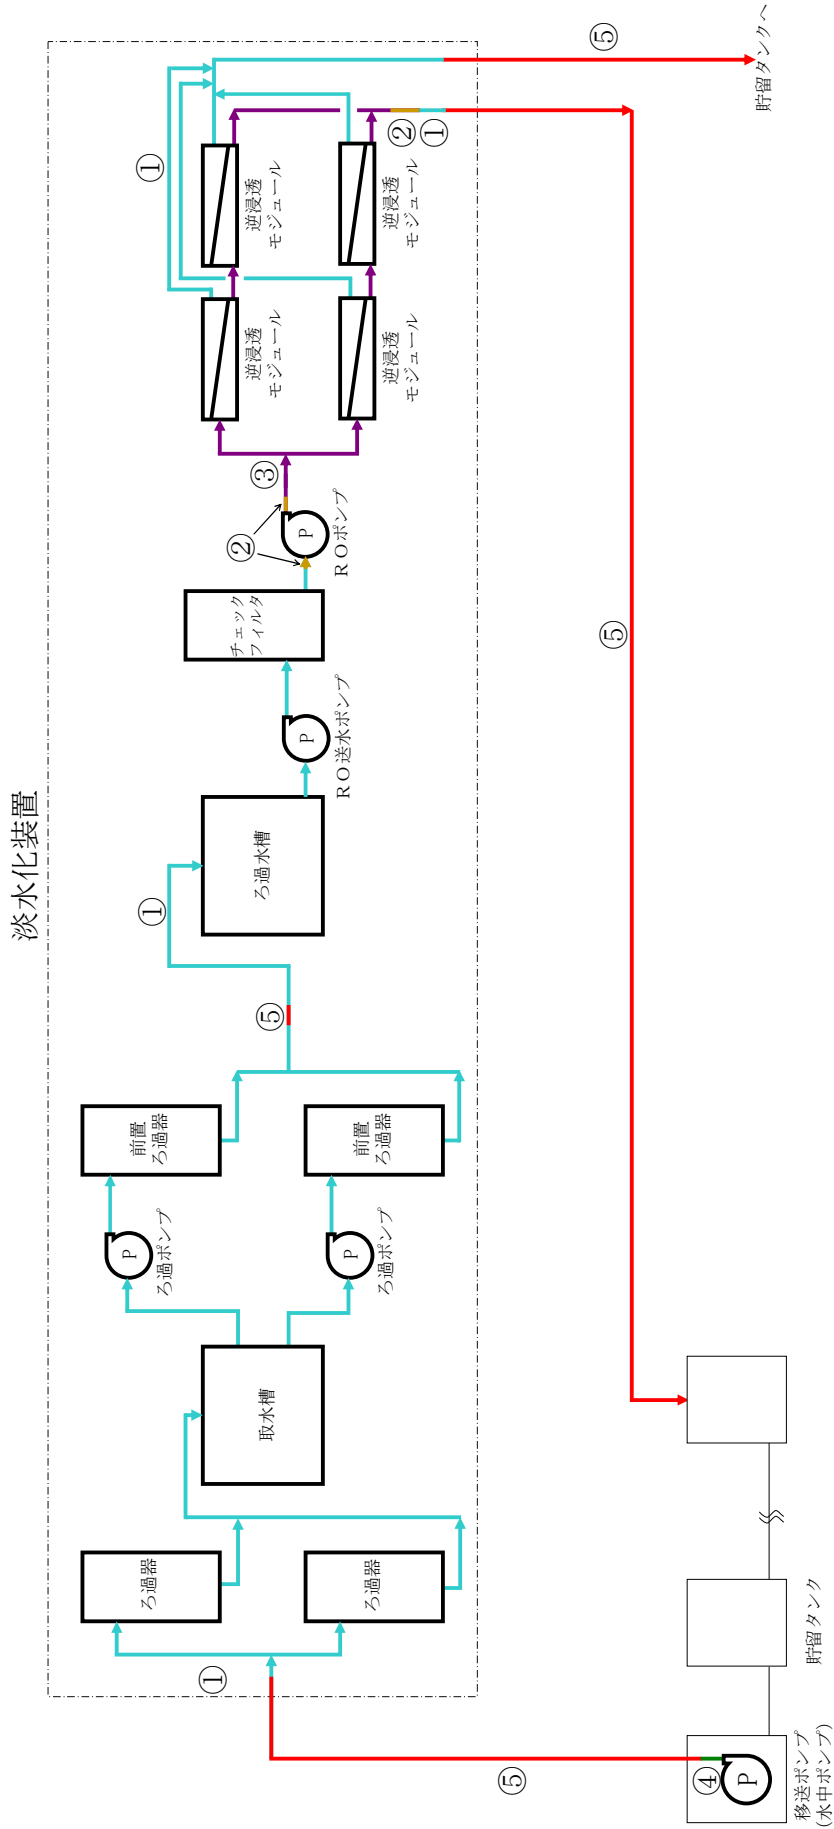 淡水化装置
移送ポンプ
(水中ポンプ)
P
④
⑤
貯留タンク
①
ろ過器
ろ過器
取水槽
P
ろ過ポンプ
P
ろ過ポンプ
前置
ろ過器
前置
ろ過器
⑤
①
ろ過水槽
P
RO送水ポンプ
チェック
フィルタ
②
P
ROポンプ
③
逆浸透
モジュール
逆浸透
モジュール
逆浸透
モジュール
逆浸透
モジュール
①
②
①
⑤
⑤
貯留タンクへ